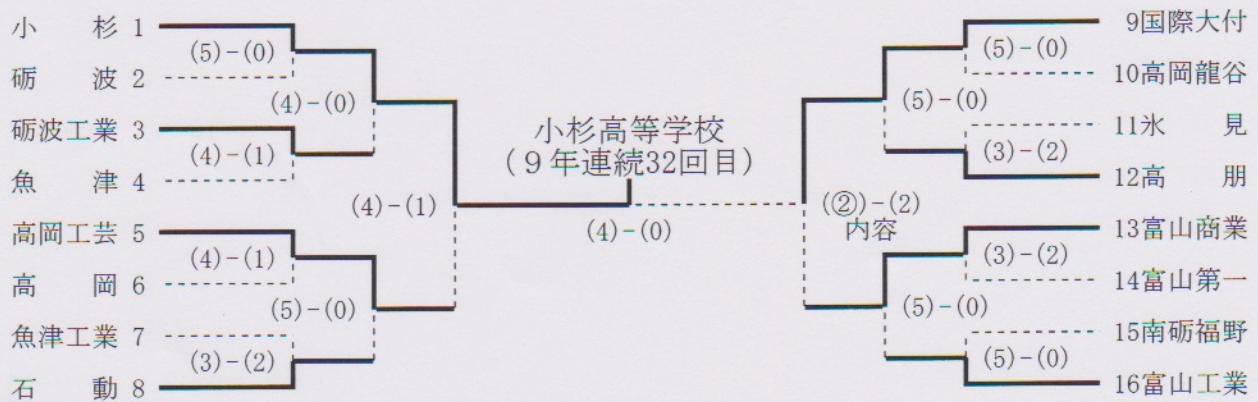 小杉 1
(5)-(0)
砺波 2
(4)-(0)
砺波工業 3
(4)-(1)
魚津 4
(4)-(1)
高岡工芸 5
(4)-(1)
高岡 6
(5)-(0)
魚津工業 7
(3)-(2)
石動 8
小杉高等学校
(9年連続32回目)
(4)-(0)
9国際大付
(5)-(0)
10高岡龍谷
(5)-(0)
11氷見
(3)-(2)
12高朋
(②)-(2)
内容
13富山商業
(3)-(2)
14富山第一
(5)-(0)
15南砺福野
(5)-(0)
16富山工業